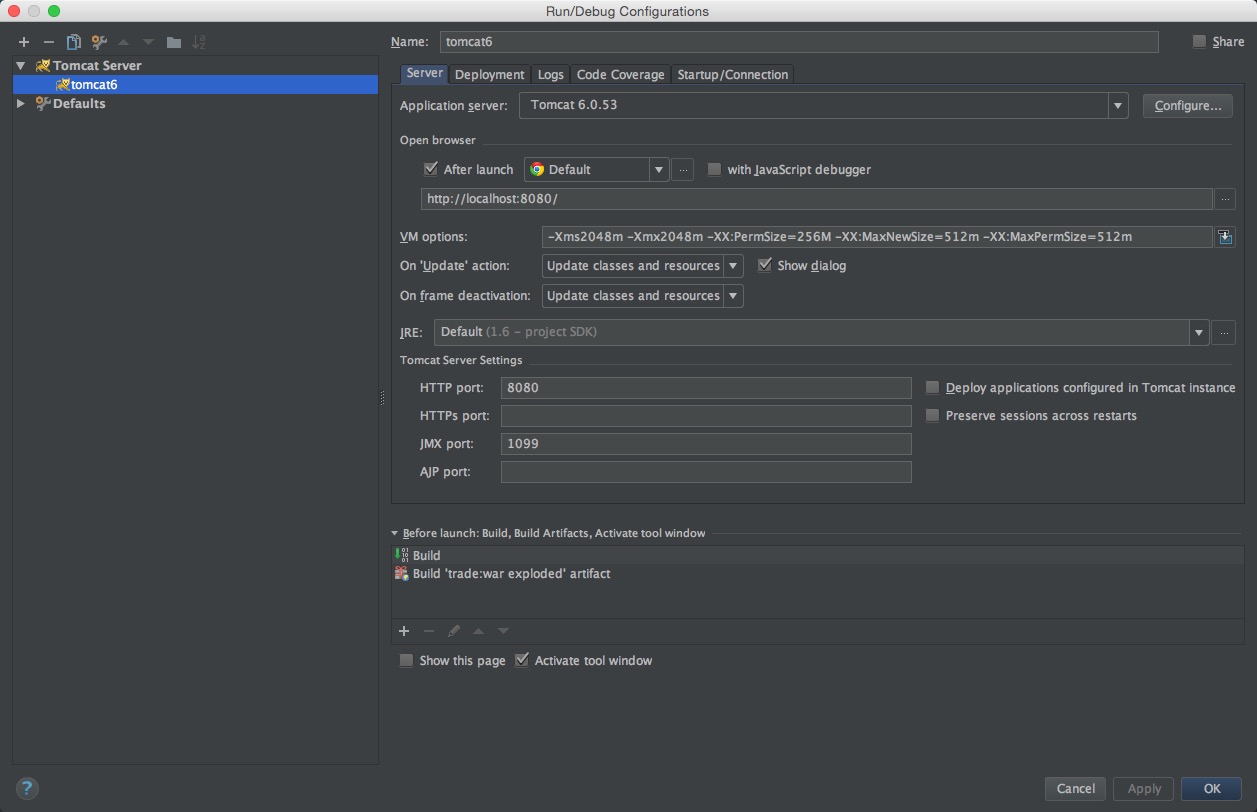 Run/Debug Configurations
Name: tomcat6 Share
Tomcat Server
tomcat6
Defaults
Server Deployment Logs Code Coverage Startup/Connection
Application server: Tomcat 6.0.53 Configure...
Open browser
After launch Default ... with JavaScript debugger
http://localhost:8080/ ...
VM options: -Xms2048m -Xmx2048m -XX:PermSize=256M -XX:MaxNewSize=512m -XX:MaxPermSize=512m
On 'Update' action: Update classes and resources Show dialog
On frame deactivation: Update classes and resources
JRE: Default (1.6 – project SDK) ...
Tomcat Server Settings
HTTP port: 8080 Deploy applications configured in Tomcat instance
HTTPs port: Preserve sessions across restarts
JMX port: 1099
AJP port:
Before launch: Build, Build Artifacts, Activate tool window
Build
Build 'trade:war exploded' artifact
Show this page Activate tool window
? Cancel Apply OK